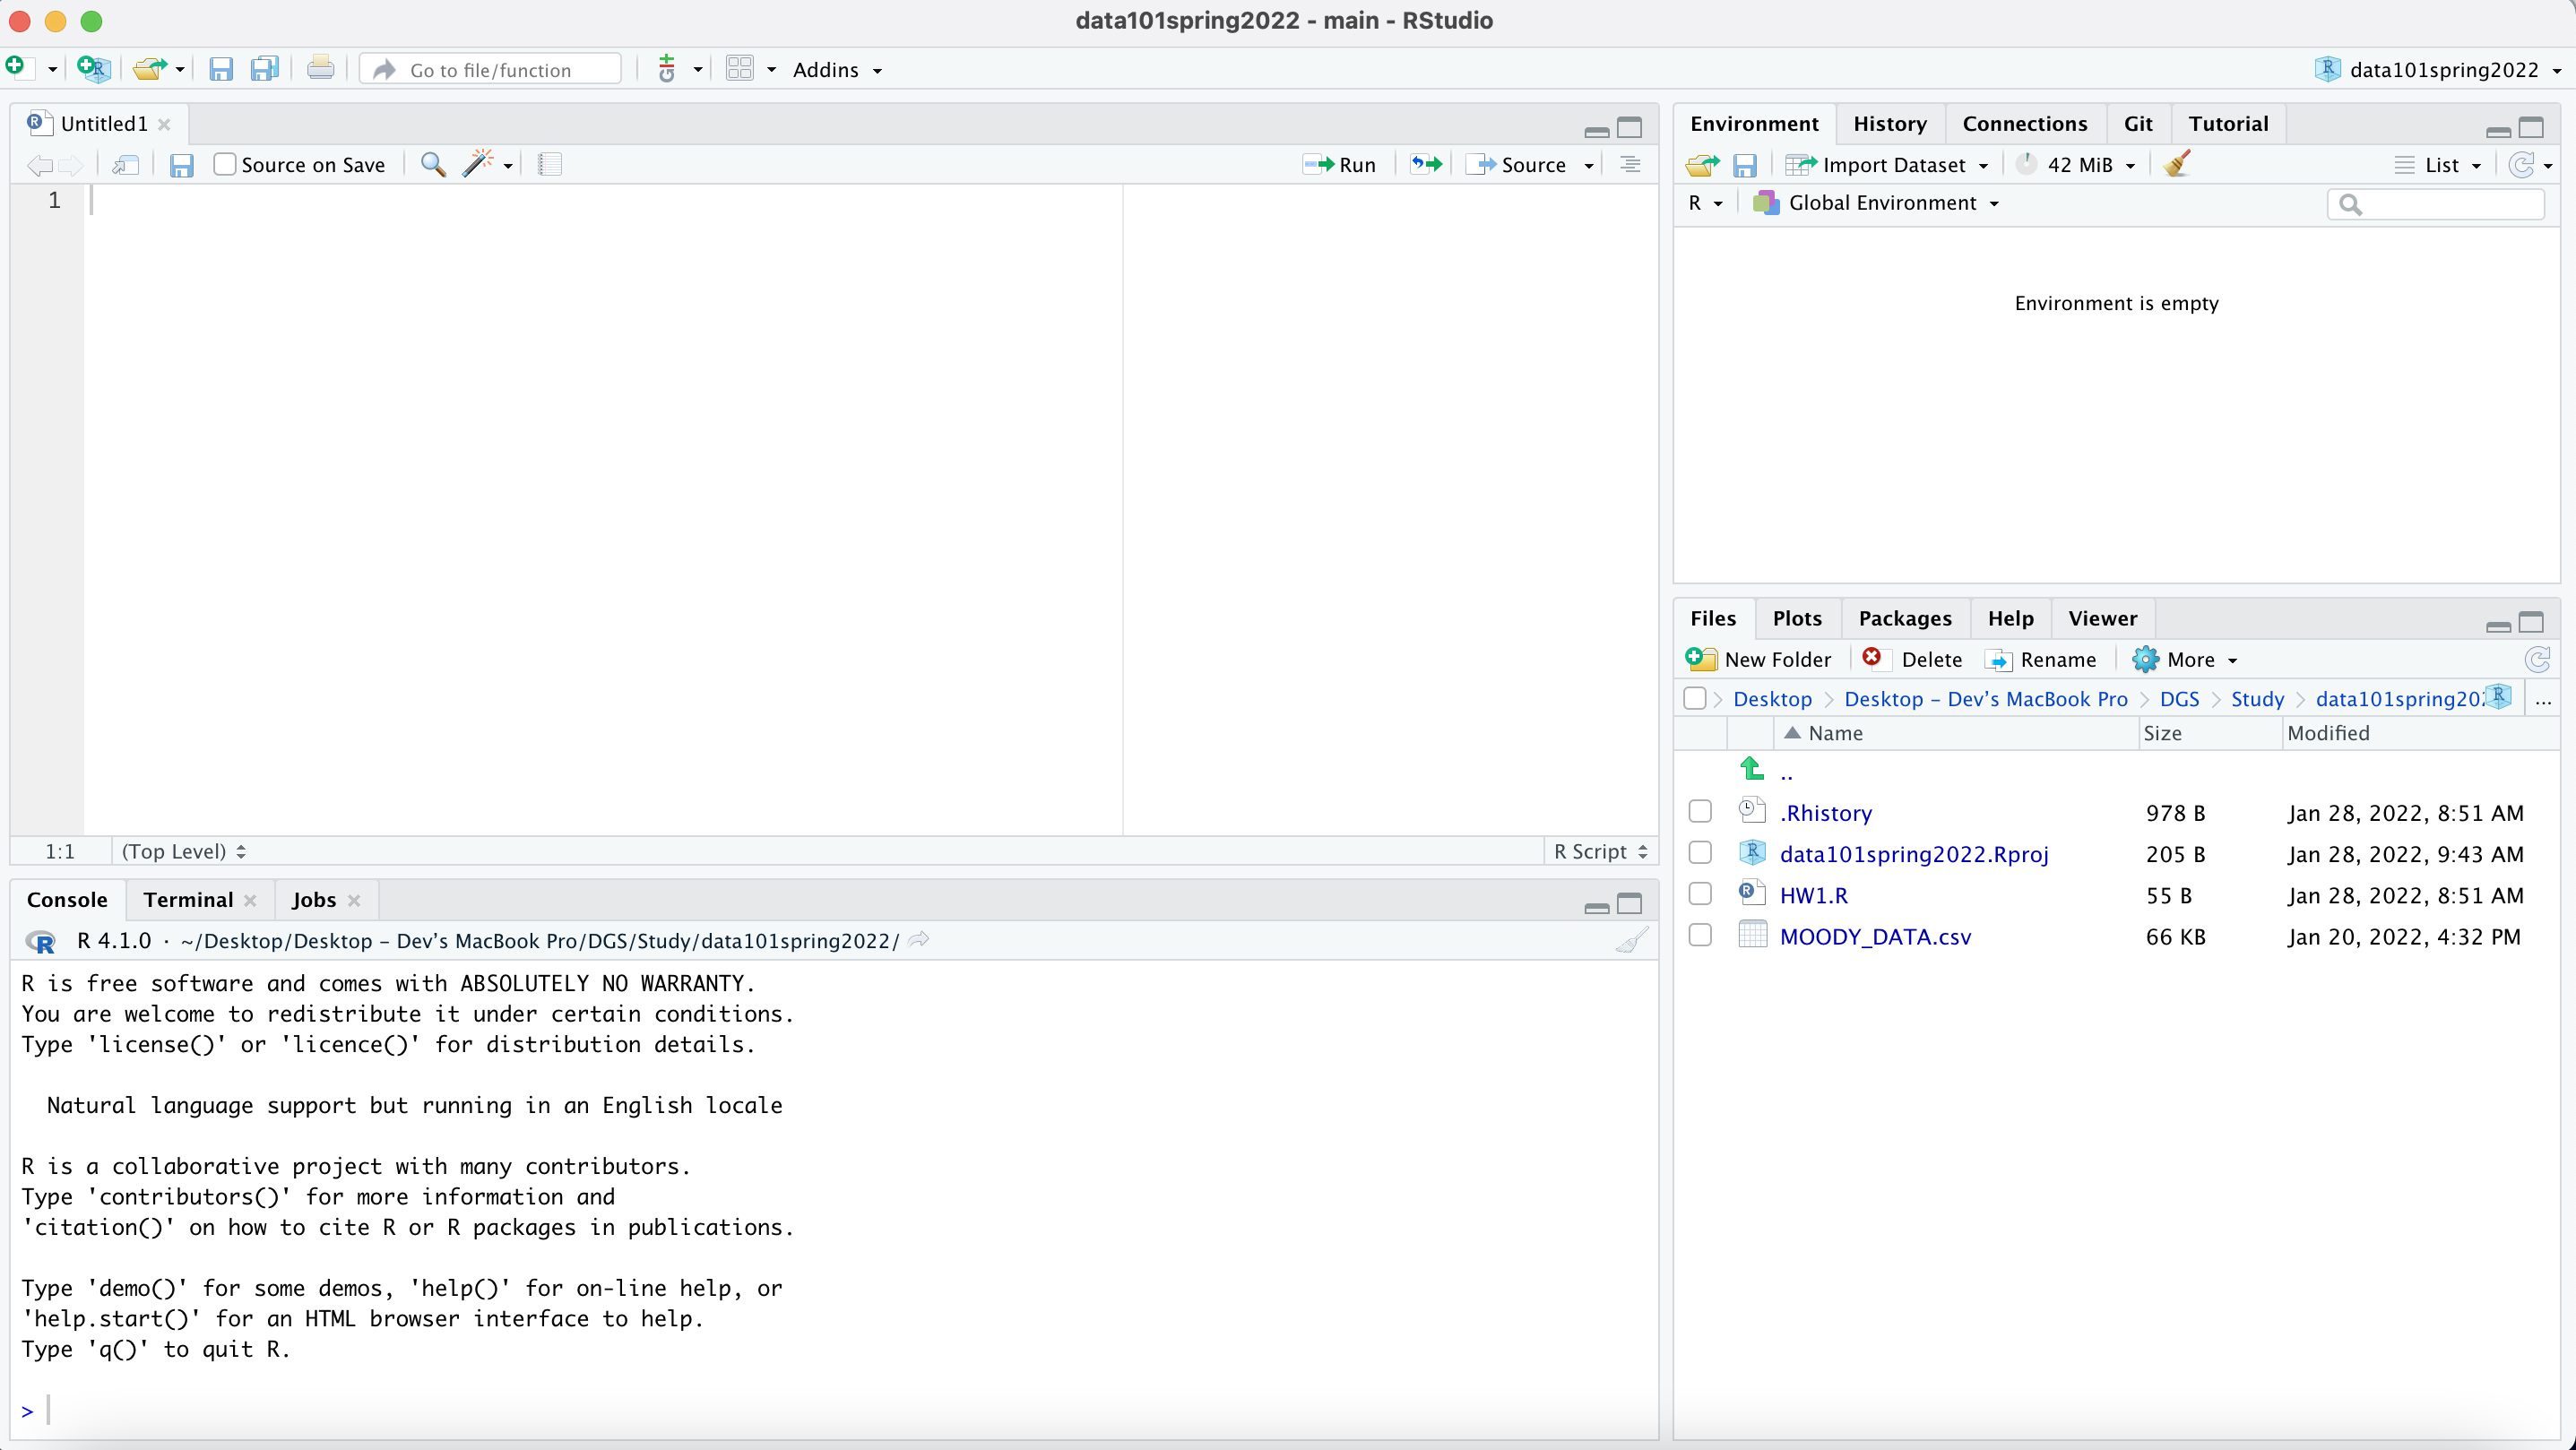 data101spring2022 - main - RStudio
Go to file/function
Addins
data101spring2022
Untitled1
Source on Save
Run
Source
1
1:1
(Top Level)
R Script
Console
Terminal
Jobs
R 4.1.0 · ~/Desktop/Desktop – Dev’s MacBook Pro/DGS/Study/data101spring2022/
R is free software and comes with ABSOLUTELY NO WARRANTY.
You are welcome to redistribute it under certain conditions.
Type 'license()' or 'licence()' for distribution details.
Natural language support but running in an English locale
R is a collaborative project with many contributors.
Type 'contributors()' for more information and
'citation()' on how to cite R or R packages in publications.
Type 'demo()' for some demos, 'help()' for on-line help, or
'help.start()' for an HTML browser interface to help.
Type 'q()' to quit R.
>
Environment History Connections Git Tutorial
Import Dataset 42 MiB List
R Global Environment
Environment is empty
Files Plots Packages Help Viewer
New Folder Delete Rename More
Desktop Desktop – Dev’s MacBook Pro DGS Study data101spring20 ...
Name Size Modified
..
.Rhistory 978 B Jan 28, 2022, 8:51 AM
data101spring2022.Rproj 205 B Jan 28, 2022, 9:43 AM
HW1.R 55 B Jan 28, 2022, 8:51 AM
MOODY_DATA.csv 66 KB Jan 20, 2022, 4:32 PM